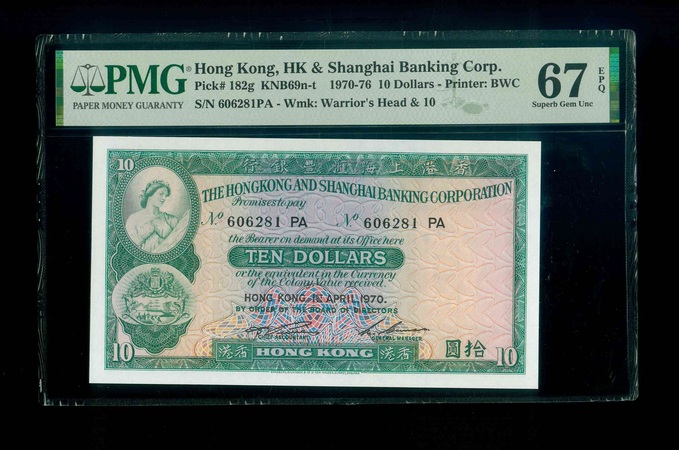 PMG®
PAPER MONEY GUARANTY
Hong Kong, HK & Shanghai Banking Corp.
Pick# 182g KNB69n-t 1970-76 10 Dollars - Printer: BWC
S/N 606281PA - Wmk: Warrior's Head & 10
67 EPQ
Superb Gem Unc
10
行銀豐滙海上港香
THE HONGKONG AND SHANGHAI BANKING CORPORATION
Promises to pay
No 606281 PA No 606281 PA
the Bearer on demand at its Office here
TEN DOLLARS
or the equivalent in the Currency
of the Colony Value received.
HONG KONG, 1ST APRIL 1970.
BY ORDER OF THE BOARD OF DIRECTORS
CHIEF ACCOUNTANT GENERAL MANAGER
10 港香 HONG KONG 港香 圓拾 10